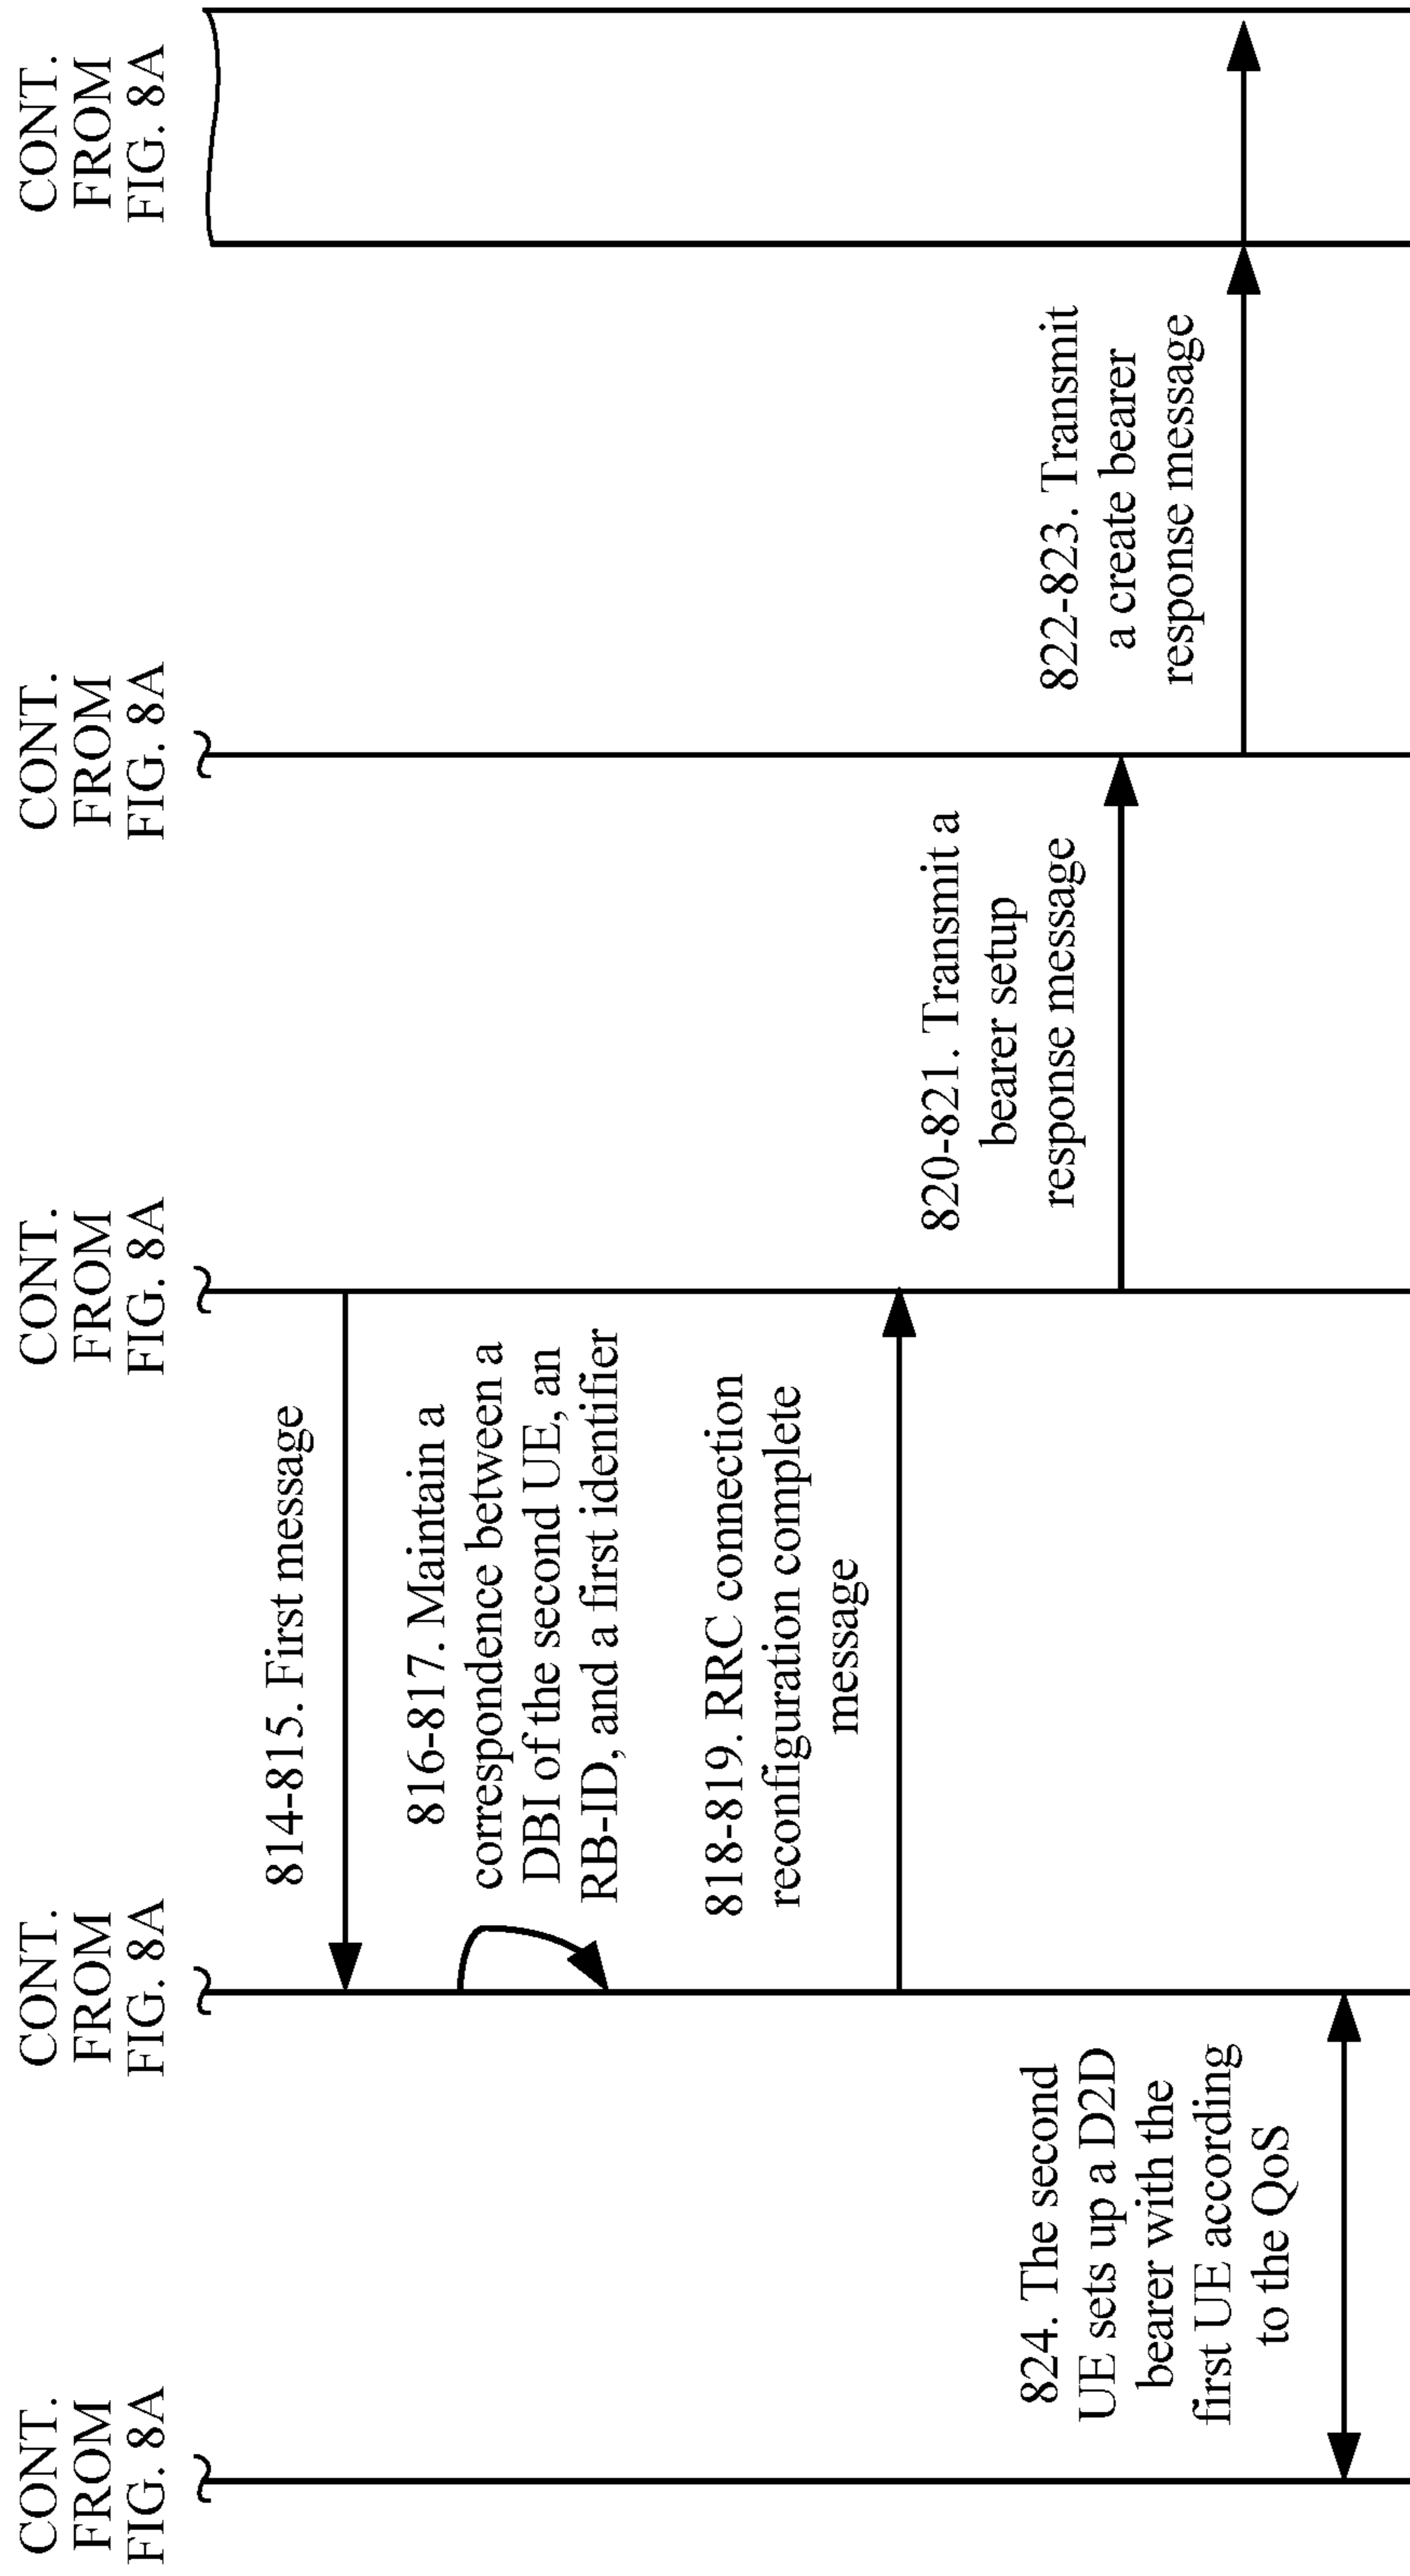 CONT.
FROM
FIG. 8A
CONT.
FROM
FIG. 8A
CONT.
FROM
FIG. 8A
CONT.
FROM
FIG. 8A
CONT.
FROM
FIG. 8A
814-815. First message
816-817. Maintain a
correspondence between a
DBI of the second UE, an
RB-ID, and a first identifier
818-819. RRC connection
reconfiguration complete
message
820-821. Transmit a
bearer setup
response message
822-823. Transmit
a create bearer
response message
824. The second
UE sets up a D2D
bearer with the
first UE according
to the QoS